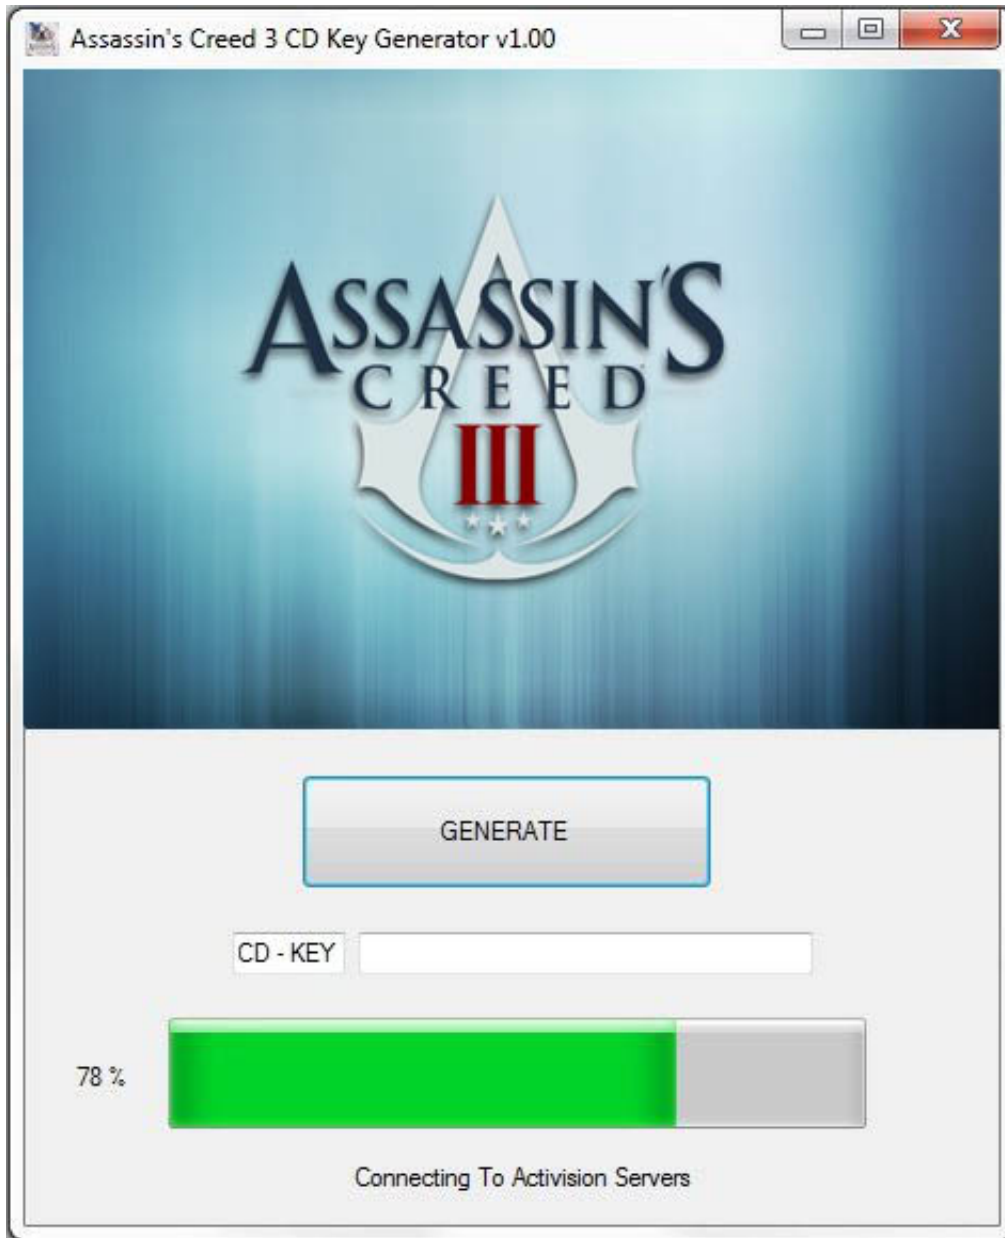 Assassin's Creed 3 CD Key Generator v1.00
ASSASSIN'S
CREED
III
GENERATE
CD - KEY
78 %
Connecting To Activision Servers